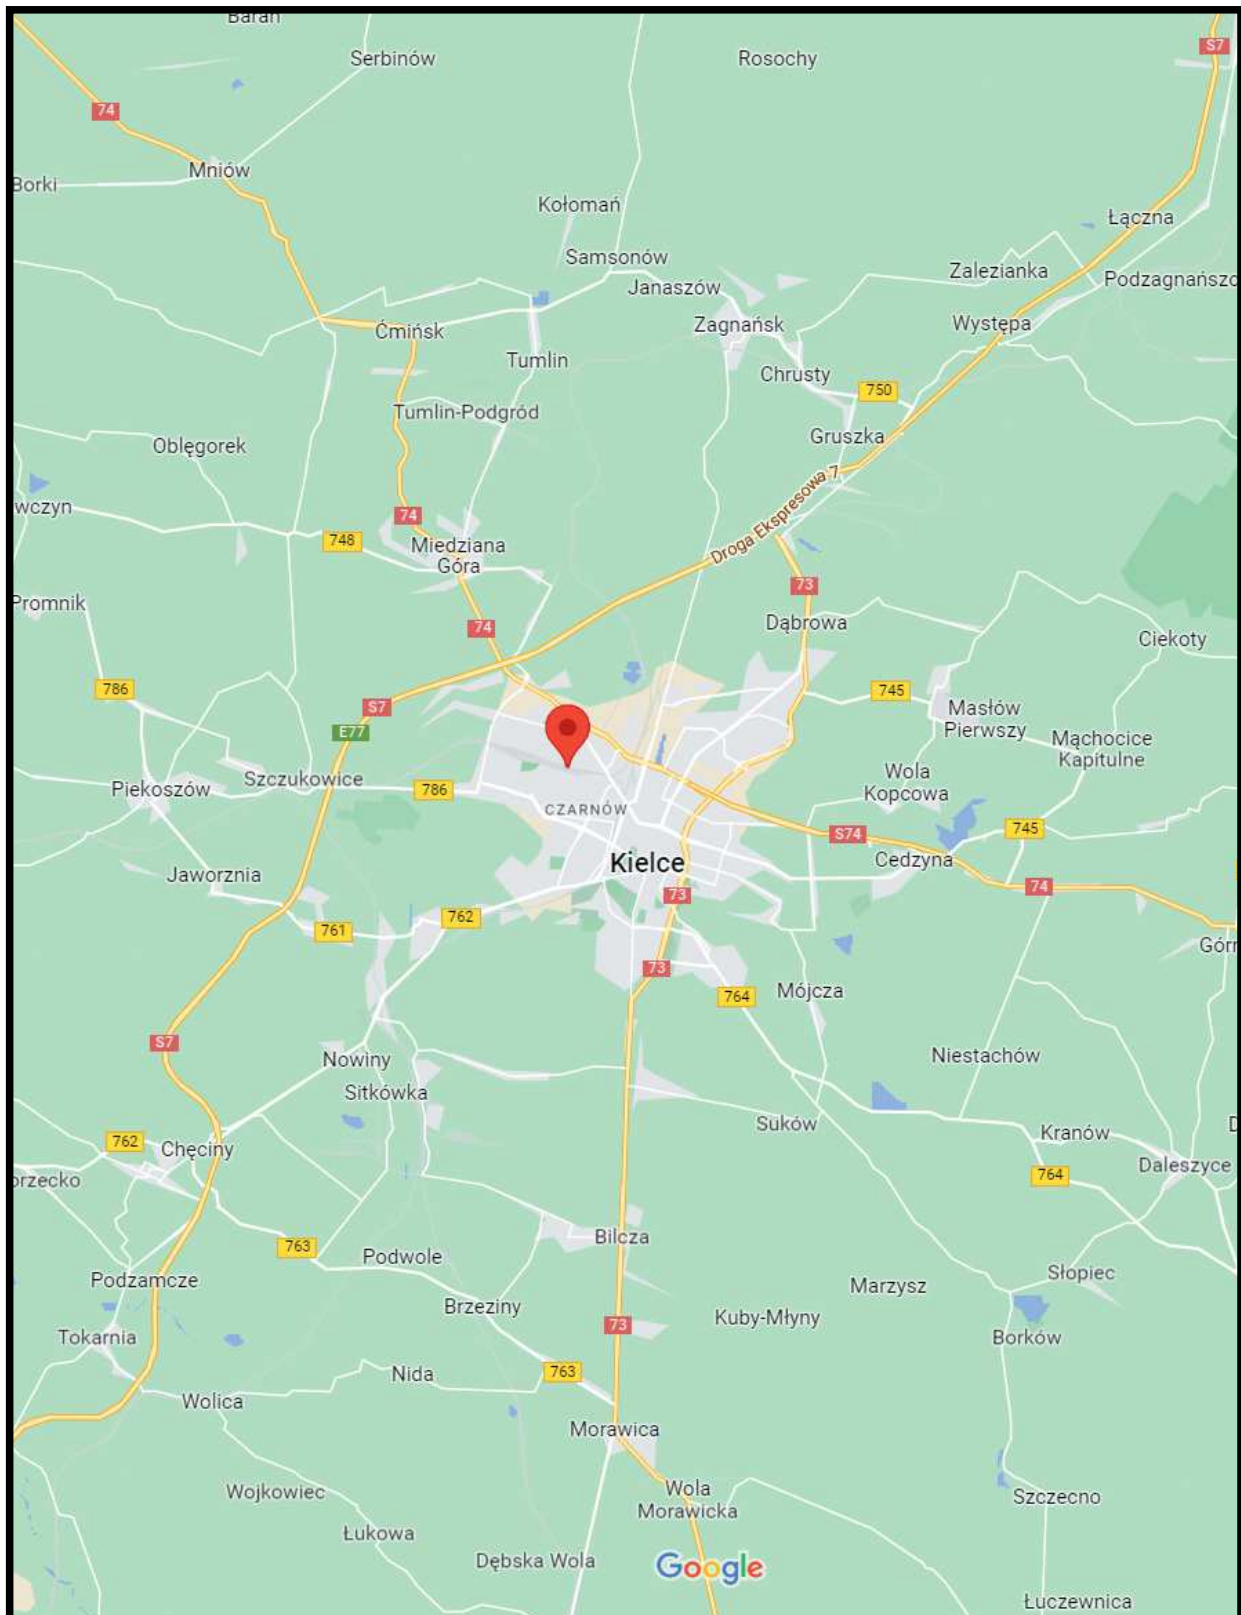 Baran
Serbinów
Rosochy
S7
74
Mniów
Borki
Kołomań
Łączna
Samsonów
Zalezianka
Janaszów
Podzagnańszc
Zagnańsk
Występa
Ćmińsk
Tumlin
Chrusty
750
Tumlin-Podgród
Gruszka
Oblęgorek
Droga Ekspresowa 7
wczyn
74
748
Miedziana
Góra
73
Promnik
74
Dąbrowa
Ciekoty
786
745
S7
Masłów
Pierwszy
E77
Mąchocice
Kapitulne
Szczukowice
Wola
Kopcowa
Piekoszów
786
CZARNÓW
745
S74
Kielce
Cedzyna
Jaworznia
74
73
762
761
Górn
73
764
Mójcza
S7
Nowiny
Niestachów
Sitkówka
Suków
762
Kranów
Chęciny
Daleszyce
orzecko
764
763
Bilcza
Podwole
Podzamcze
Marzysz
Słopiec
Brzeziny
Kuby-Młyny
73
Tokarnia
Borków
Nida
763
Wolica
Morawica
Wojkowiec
Wola
Morawicka
Szczecno
Łukowa
Dębska Wola
Google
Łuczewnica